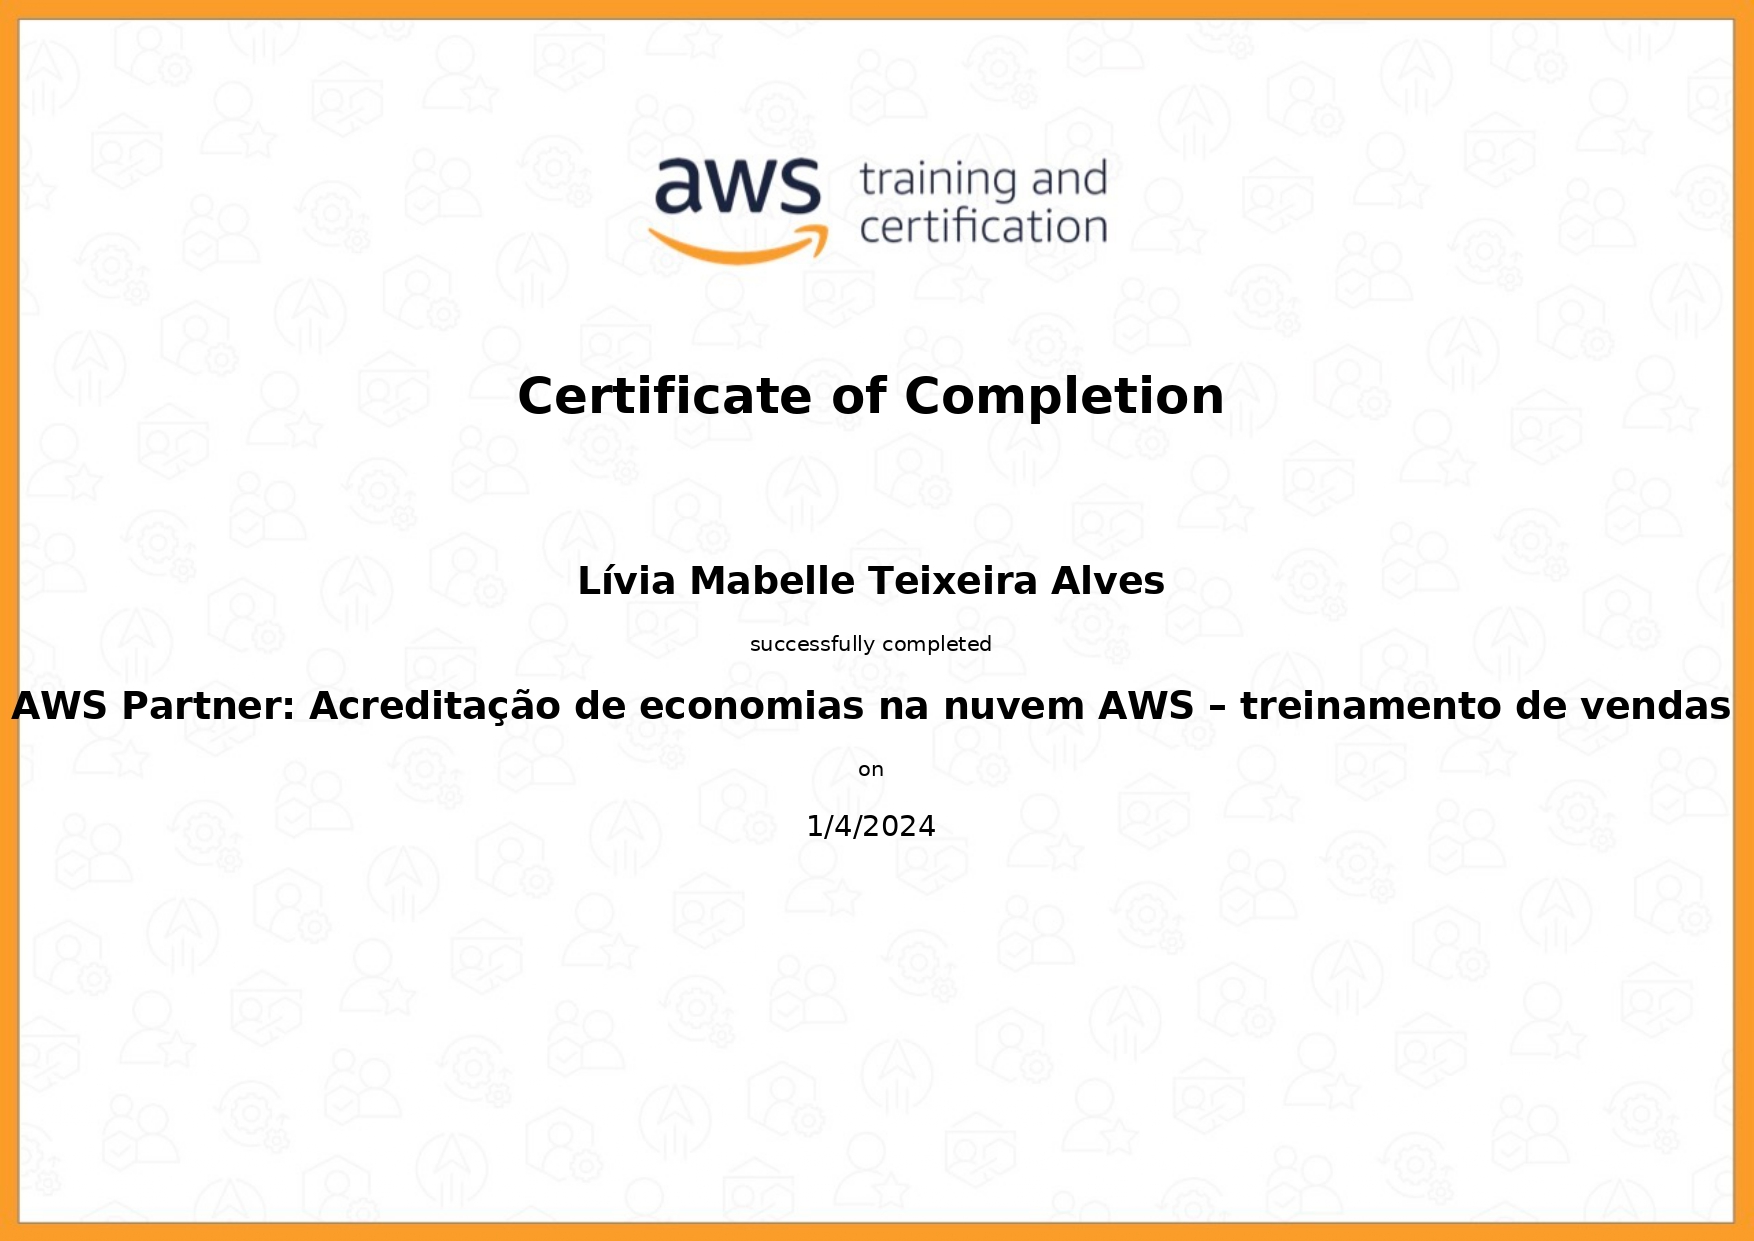 aws training and
certification
Certificate of Completion
Lívia Mabelle Teixeira Alves
successfully completed
AWS Partner: Acreditação de economias na nuvem AWS – treinamento de vendas
on
1/4/2024